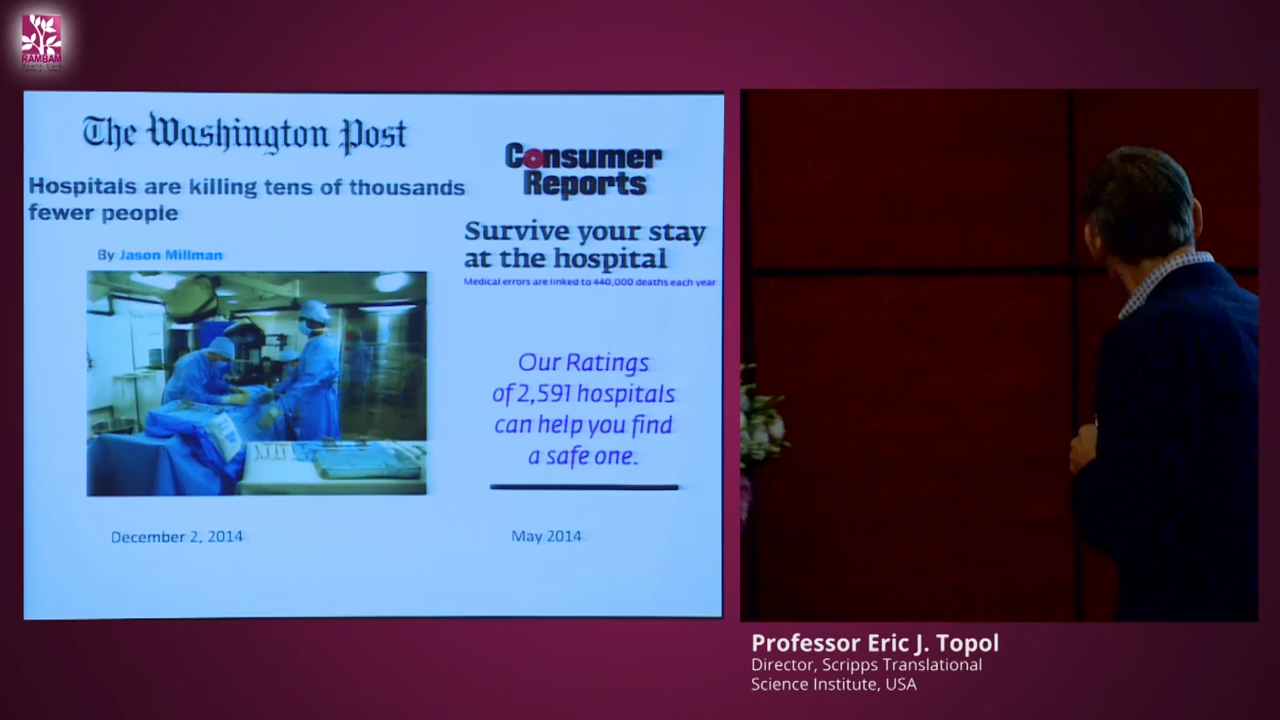 RAMBAM
Health Care
The Washington Post
Hospitals are killing tens of thousands
fewer people
By Jason Millman
December 2, 2014
Consumer
Reports
Survive your stay
at the hospital
Medical errors are linked to 440,000 deaths each year
Our Ratings
of 2,591 hospitals
can help you find
a safe one.
May 2014
Professor Eric J. Topol
Director, Scripps Translational
Science Institute, USA